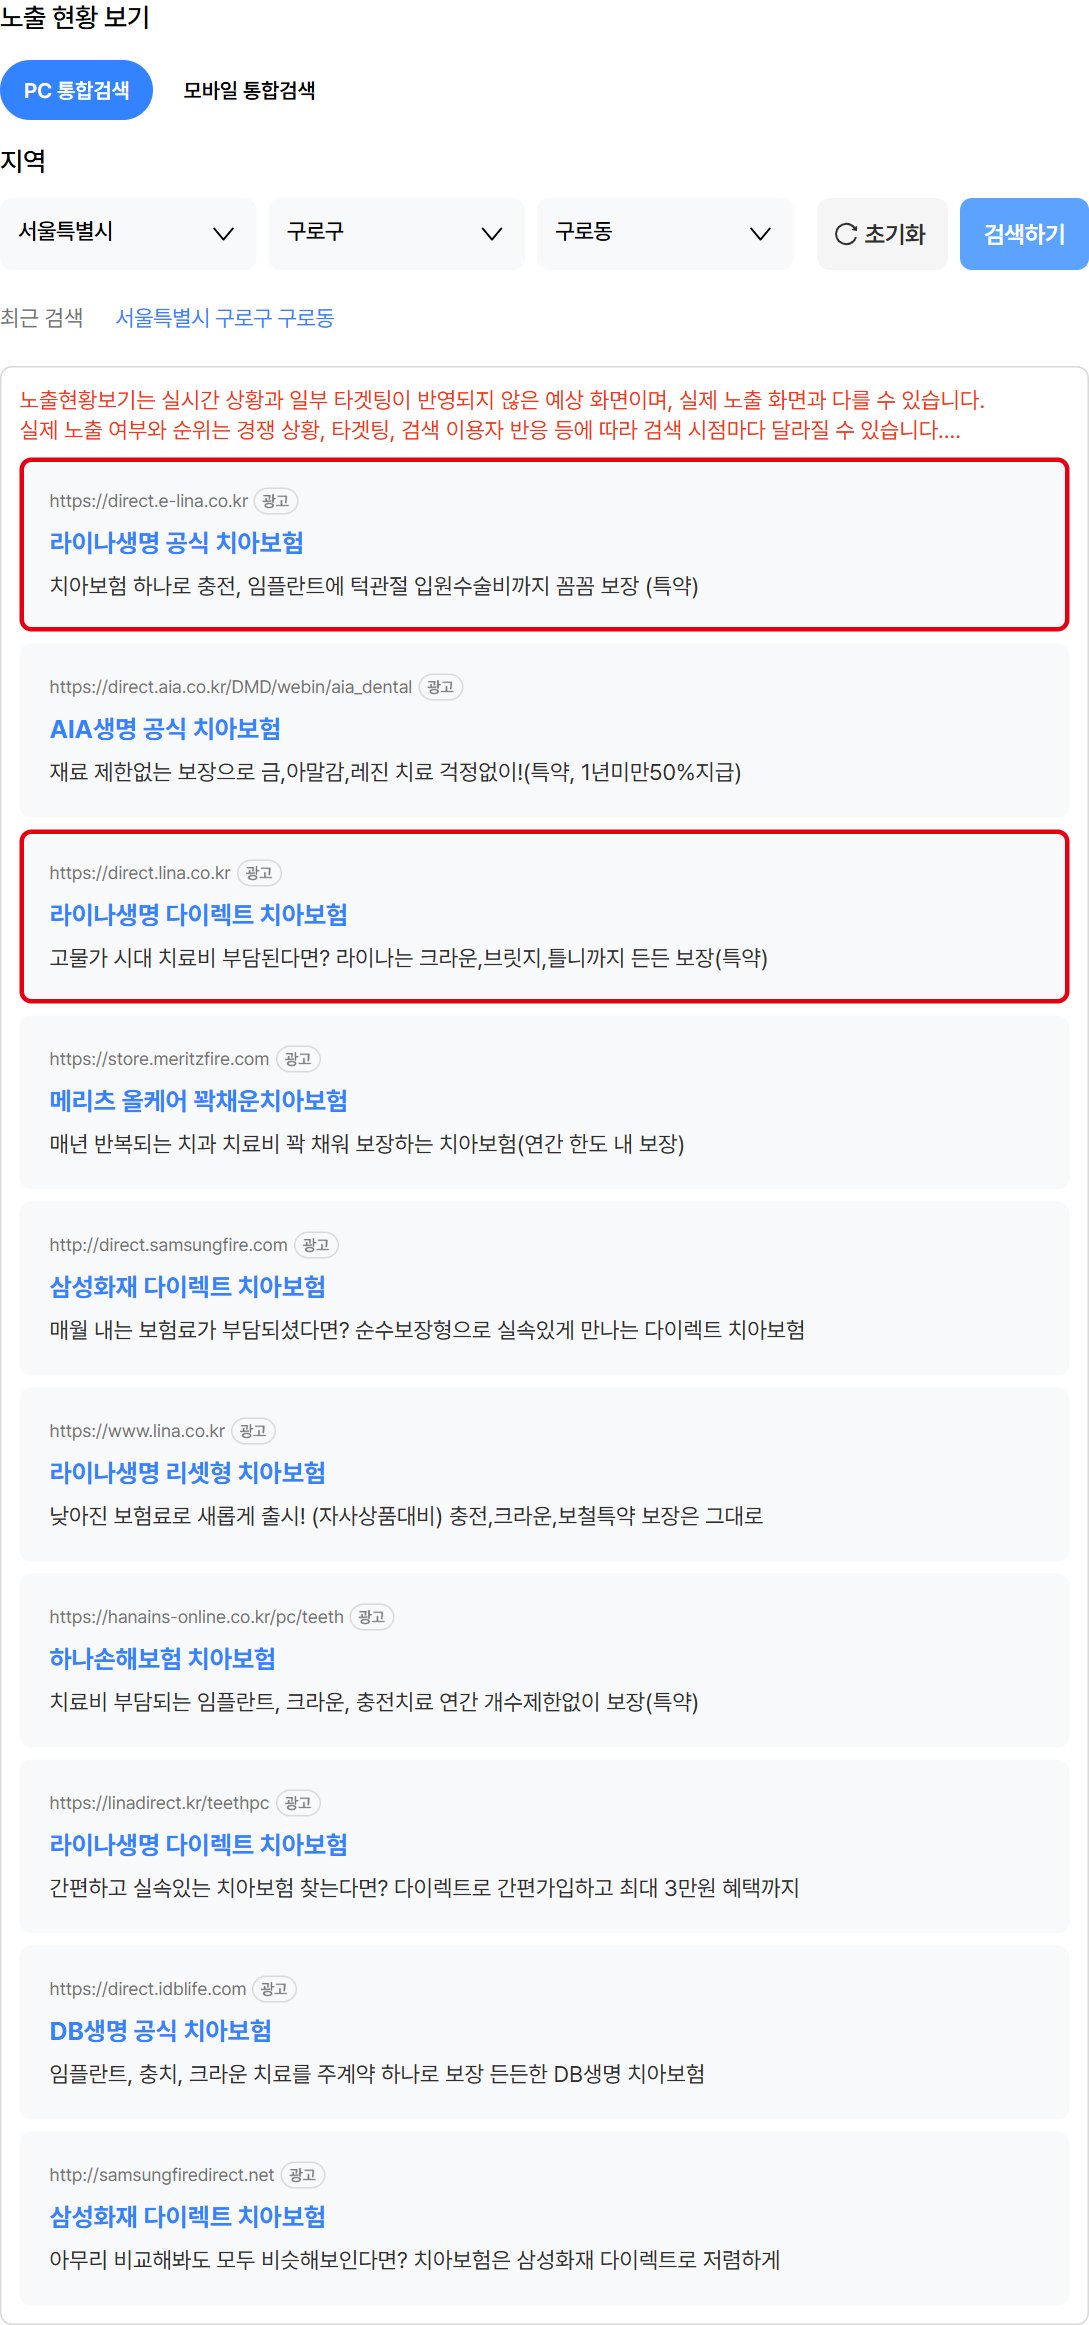 노출 현황 보기
PC 통합검색 모바일 통합검색
지역
서울특별시 구로구 구로동 초기화 검색하기
최근 검색 서울특별시 구로구 구로동
노출현황보기는 실시간 상황과 일부 타겟팅이 반영되지 않은 예상 화면이며, 실제 노출 화면과 다를 수 있습니다.
실제 노출 여부와 순위는 경쟁 상황, 타겟팅, 검색 이용자 반응 등에 따라 검색 시점마다 달라질 수 있습니다....
https://direct.e-lina.co.kr 광고
라이나생명 공식 치아보험
치아보험 하나로 충전, 임플란트에 턱관절 입원수술비까지 꼼꼼 보장 (특약)
https://direct.aia.co.kr/DMD/webin/aia_dental 광고
AIA생명 공식 치아보험
재료 제한없는 보장으로 금,아말감,레진 치료 걱정없이!(특약, 1년미만50%지급)
https://direct.lina.co.kr 광고
라이나생명 다이렉트 치아보험
고물가 시대 치료비 부담된다면? 라이나는 크라운,브릿지,틀니까지 든든 보장(특약)
https://store.meritzfire.com 광고
메리츠 올케어 꽉채운치아보험
매년 반복되는 치과 치료비 꽉 채워 보장하는 치아보험(연간 한도 내 보장)
http://direct.samsungfire.com 광고
삼성화재 다이렉트 치아보험
매월 내는 보험료가 부담되셨다면? 순수보장형으로 실속있게 만나는 다이렉트 치아보험
https://www.lina.co.kr 광고
라이나생명 리셋형 치아보험
낮아진 보험료로 새롭게 출시! (자사상품대비) 충전,크라운,보철특약 보장은 그대로
https://hanains-online.co.kr/pc/teeth 광고
하나손해보험 치아보험
치료비 부담되는 임플란트, 크라운, 충전치료 연간 개수제한없이 보장(특약)
https://linadirect.kr/teethpc 광고
라이나생명 다이렉트 치아보험
간편하고 실속있는 치아보험 찾는다면? 다이렉트로 간편가입하고 최대 3만원 혜택까지
https://direct.idblife.com 광고
DB생명 공식 치아보험
임플란트, 충치, 크라운 치료를 주계약 하나로 보장 든든한 DB생명 치아보험
http://samsungfiredirect.net 광고
삼성화재 다이렉트 치아보험
아무리 비교해봐도 모두 비슷해보인다면? 치아보험은 삼성화재 다이렉트로 저렴하게